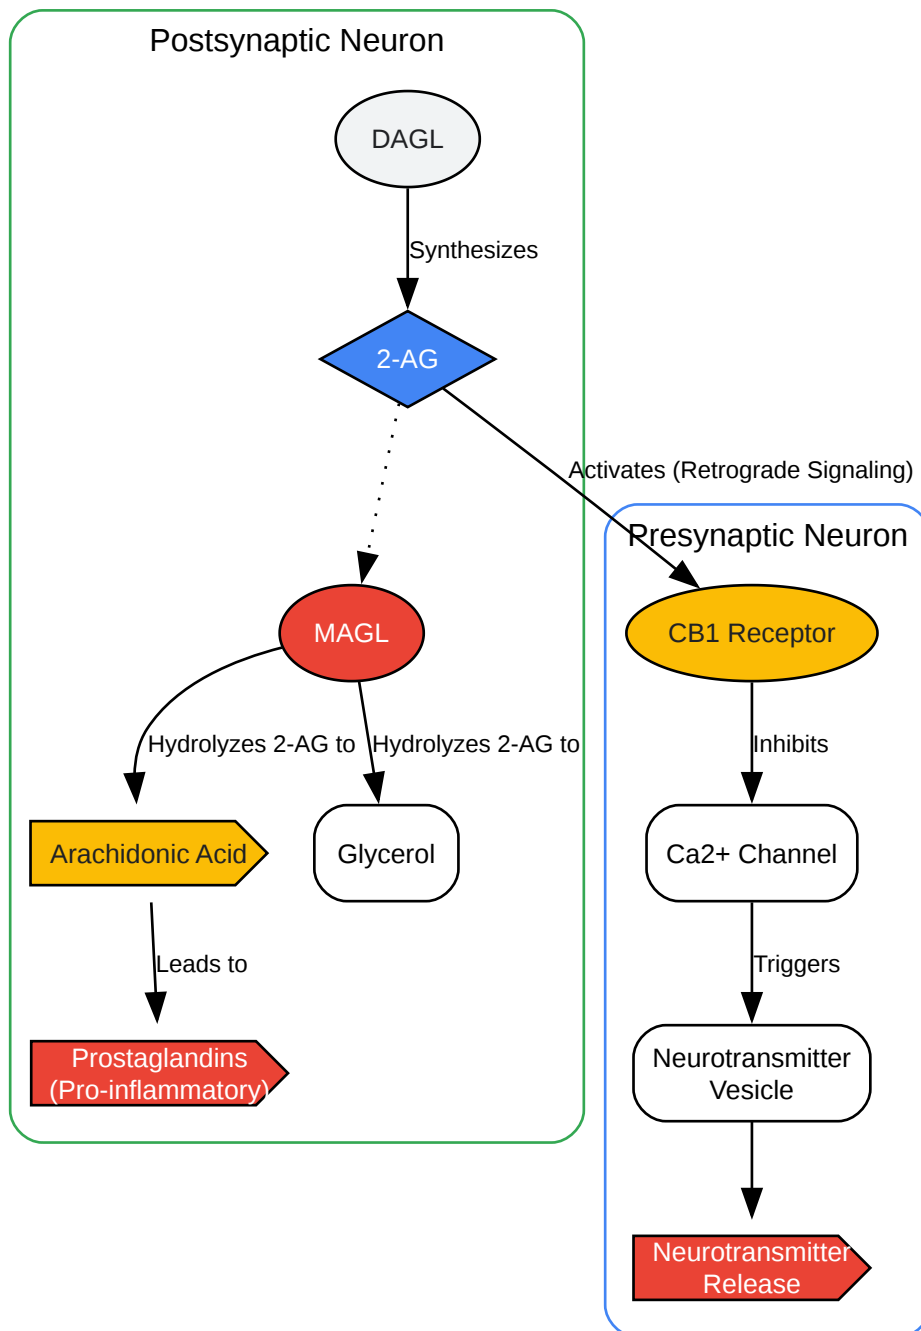 Postsynaptic Neuron
DAGL
Synthesizes
2-AG
Activates (Retrograde Signaling)
Presynaptic Neuron
MAGL
CB1 Receptor
Hydrolyzes 2-AG to
Hydrolyzes 2-AG to
Inhibits
Arachidonic Acid
Glycerol
Ca2+ Channel
Leads to
Triggers
Prostaglandins
(Pro-inflammatory)
Neurotransmitter
Vesicle
Neurotransmitter
Release